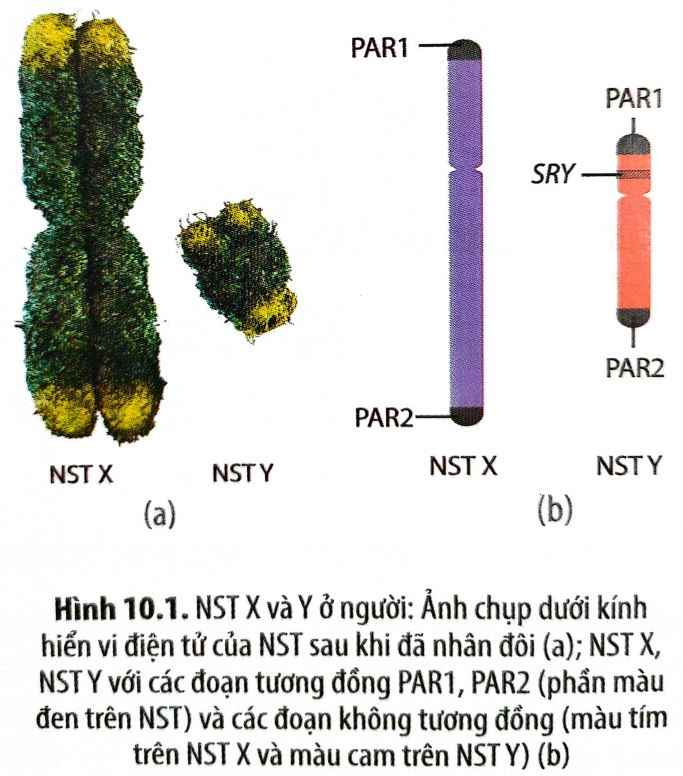 PAR1
PAR1
SRY
PAR2
PAR2
NST X
NST Y
NST X
NST Y
(a)
(b)
Hình 10.1. NST X và Y ở người: Ảnh chụp dưới kính
hiển vi điện tử của NST sau khi đã nhân đôi (a); NST X,
NST Y với các đoạn tương đồng PAR1, PAR2 (phần màu
đen trên NST) và các đoạn không tương đồng (màu tím
trên NST X và màu cam trên NST Y) (b)